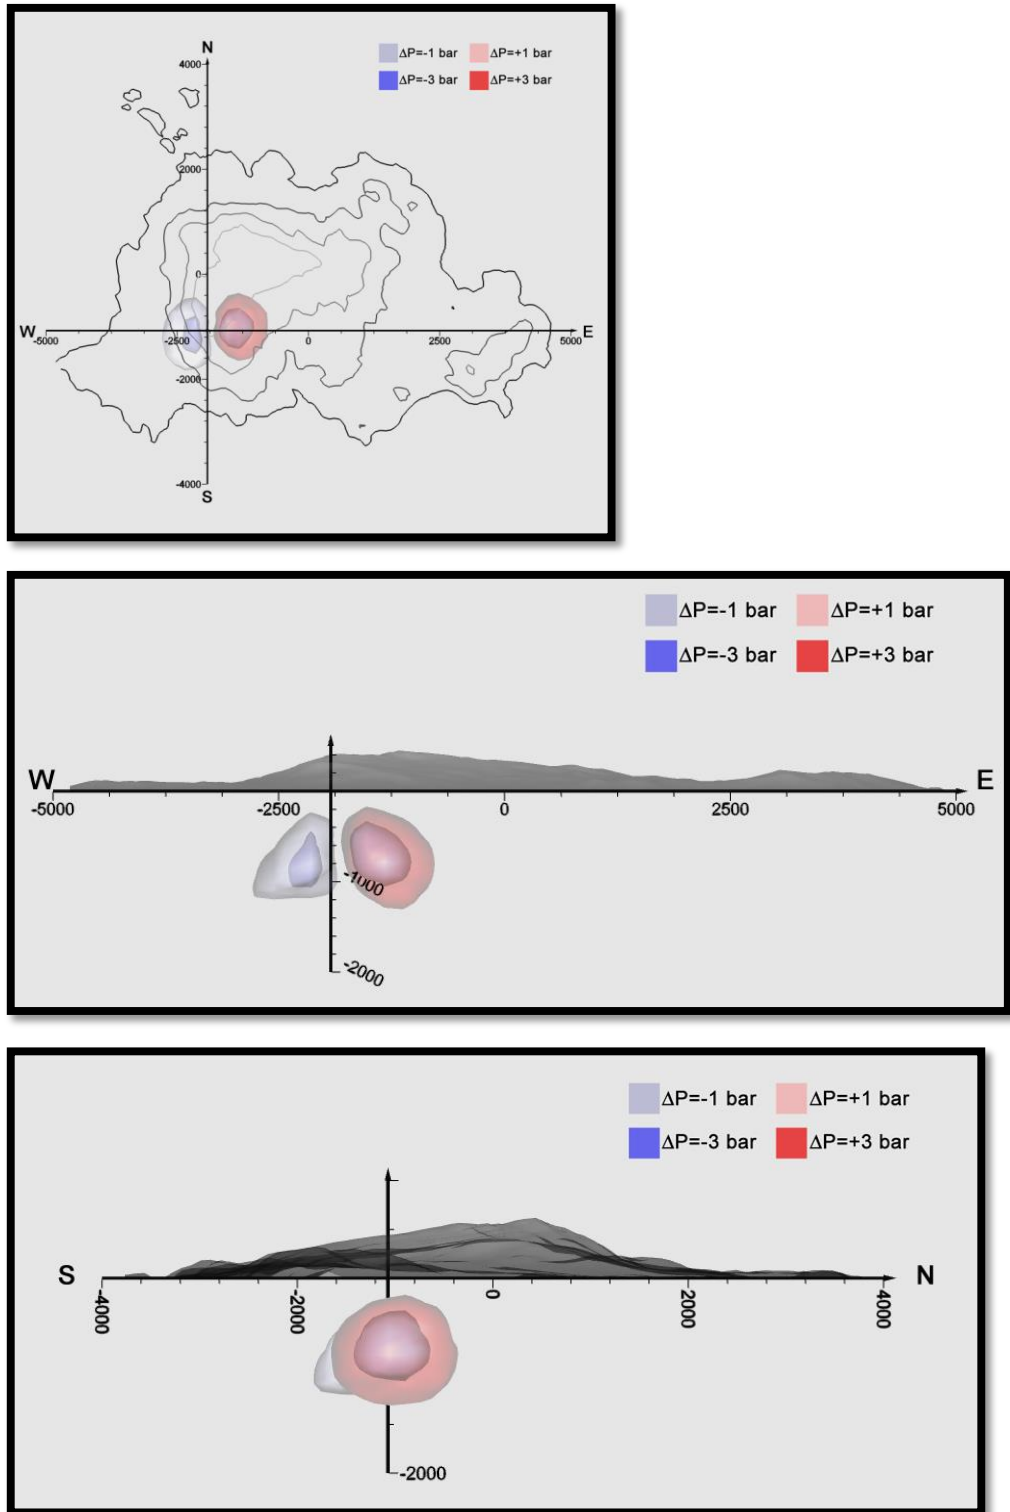 N
4000
ΔP=-1 bar ΔP=+1 bar
ΔP=-3 bar ΔP=+3 bar
2000
0
W E
-5000 -2500 0 2500 5000
-2000
-4000
S
ΔP=-1 bar ΔP=+1 bar
ΔP=-3 bar ΔP=+3 bar
W E
-5000 -2500 0 2500 5000
-1000
-2000
ΔP=-1 bar ΔP=+1 bar
ΔP=-3 bar ΔP=+3 bar
S N
-4000 -2000 0 2000 4000
-2000